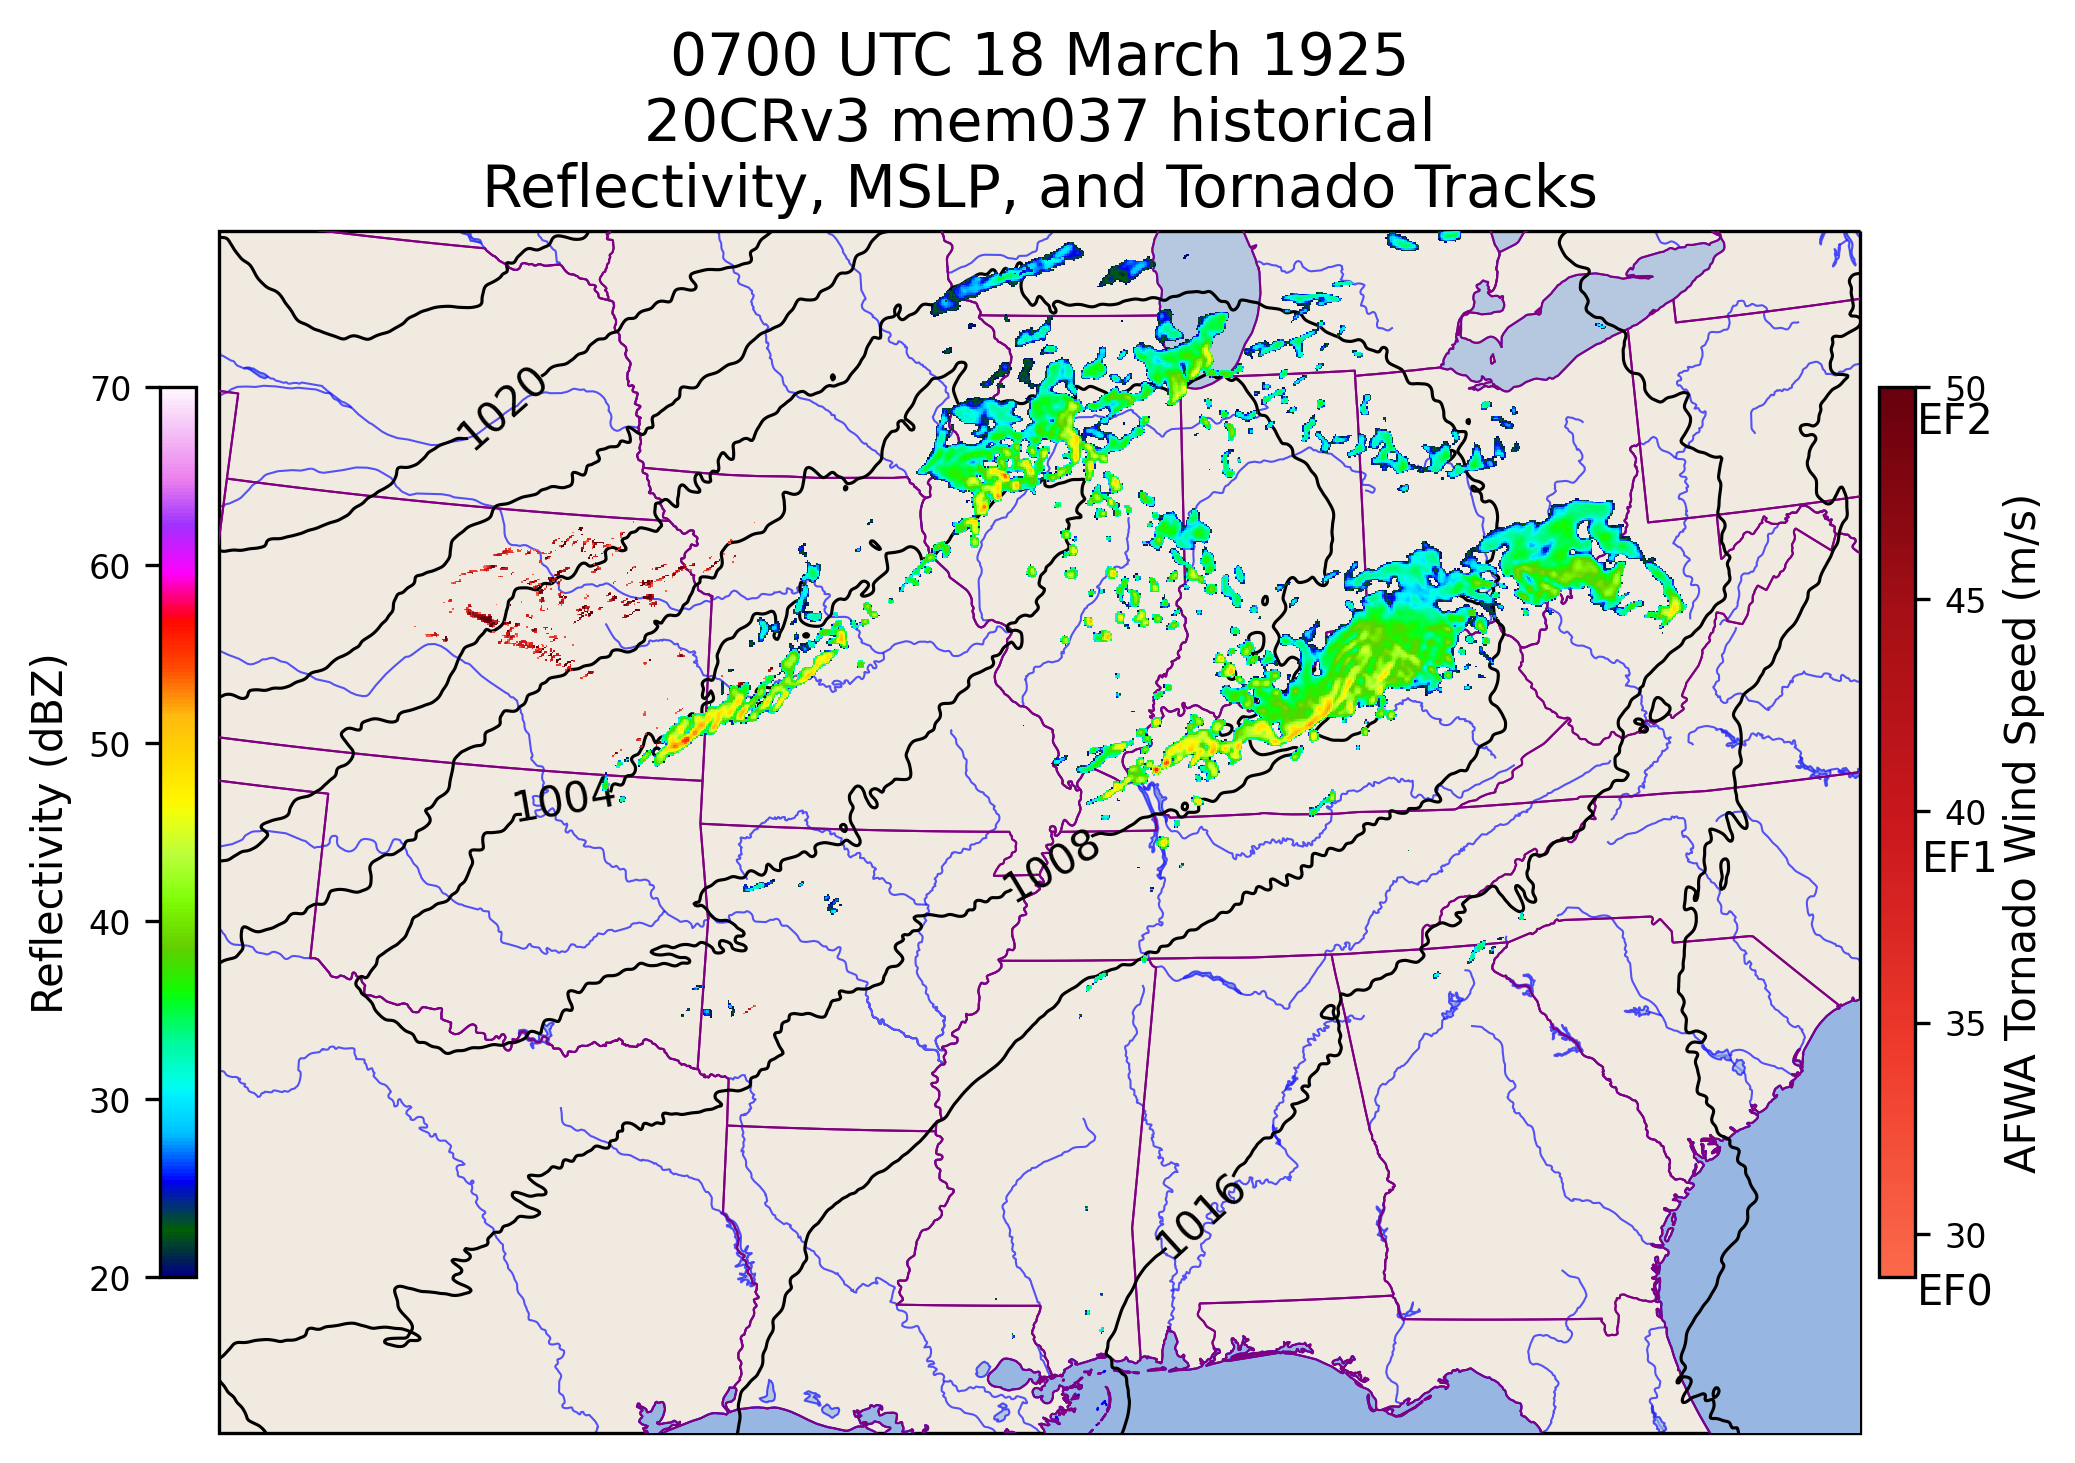 0700 UTC 18 March 1925
20CRv3 mem037 historical
Reflectivity, MSLP, and Tornado Tracks
70
60
50
40
30
20
Reflectivity (dBZ)
1020
1004
1008
1016
50
EF2
45
40
EF1
35
30
EF0
AFWA Tornado Wind Speed (m/s)